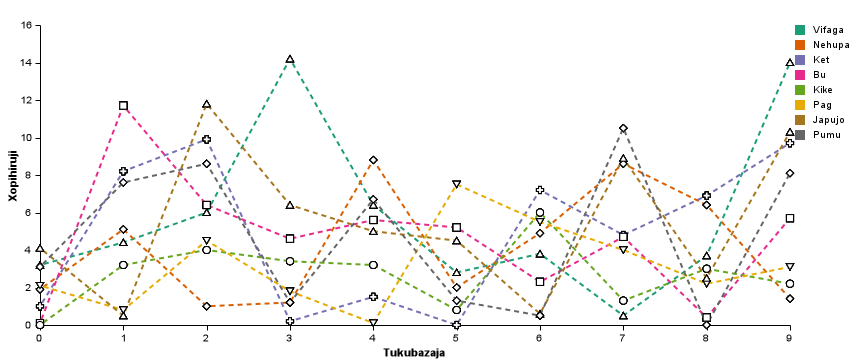 16
14
12
10
8
6
4
2
0
Xopihiruji
0 1 2 3 4 5 6 7 8 9
Tukubazaja
Vifaga
Nehupa
Ket
Bu
Kike
Pag
Japujo
Pumu